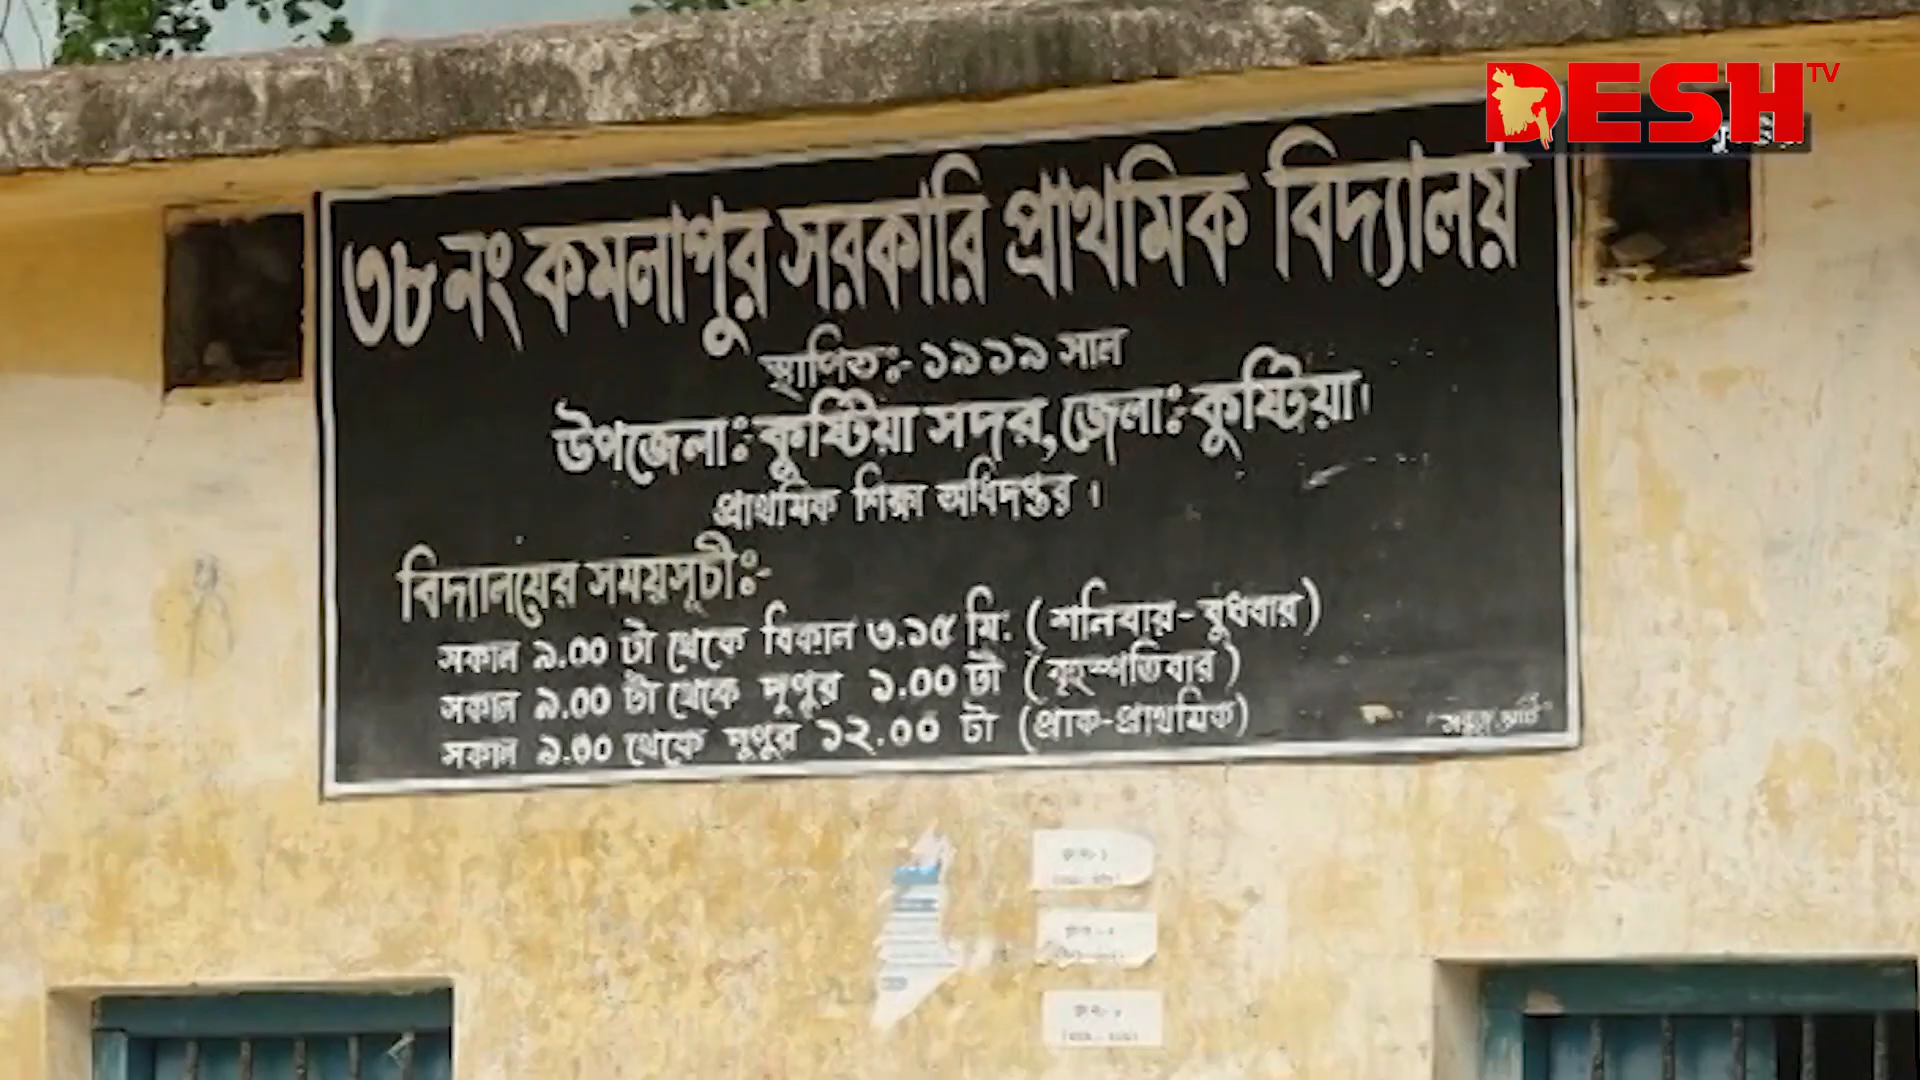 DESH TV
৩৮ নং কমলাপুর সরকারি প্রাথমিক বিদ্যালয়
স্থাপিতঃ- ১৯১৯ সাল
উপজেলাঃ কুষ্টিয়া সদর, জেলাঃ কুষ্টিয়া।
প্রাথমিক শিক্ষা অধিদপ্তর।
বিদ্যালয়ের সময়সূচীঃ-
সকাল ৯.০০ টা থেকে বিকাল ৩.১৫ মি: (শনিবার-বুধবার)
সকাল ৯.০০ টা থেকে দুপুর ১.০০ টা (বৃহস্পতিবার)
সকাল ৯.৩০ থেকে দুপুর ১২.০০ টা (প্রাক-প্রাথমিক)